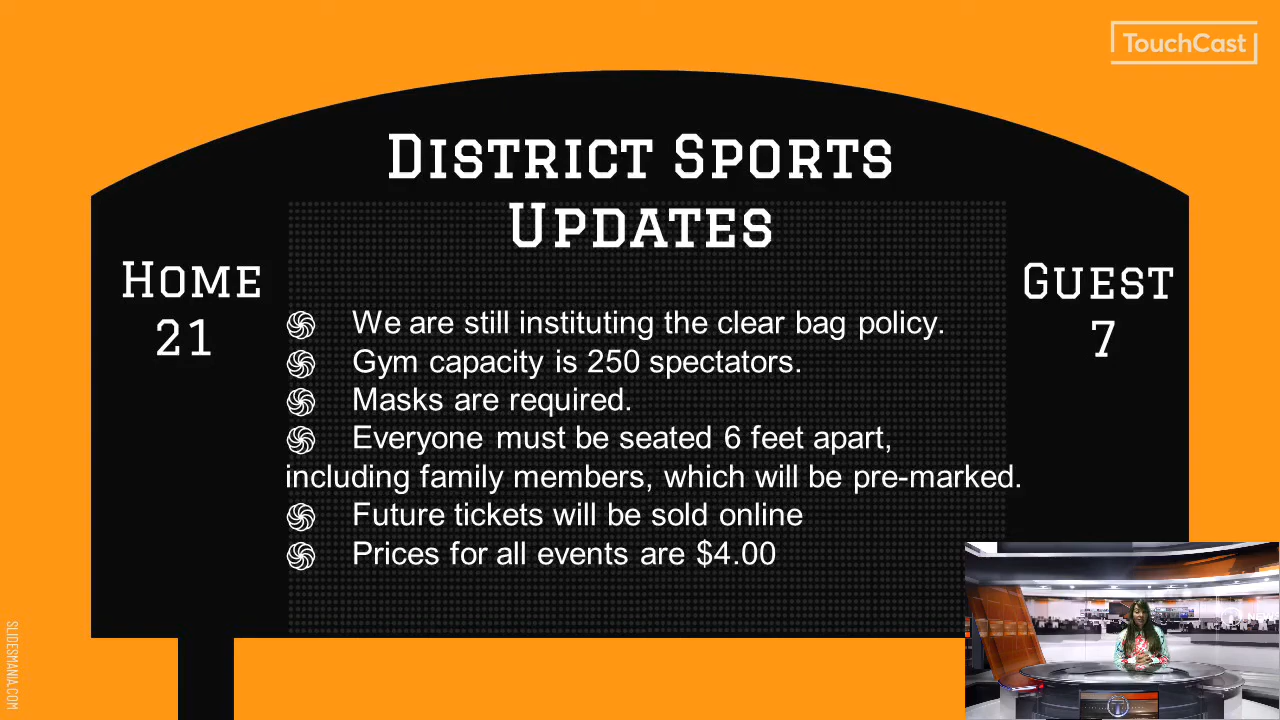 TouchCast
District Sports
Updates
Home
21
Guest
7
We are still instituting the clear bag policy.
Gym capacity is 250 spectators.
Masks are required.
Everyone must be seated 6 feet apart,
including family members, which will be pre-marked.
Future tickets will be sold online
Prices for all events are $4.00
SLIDESMANIA.COM